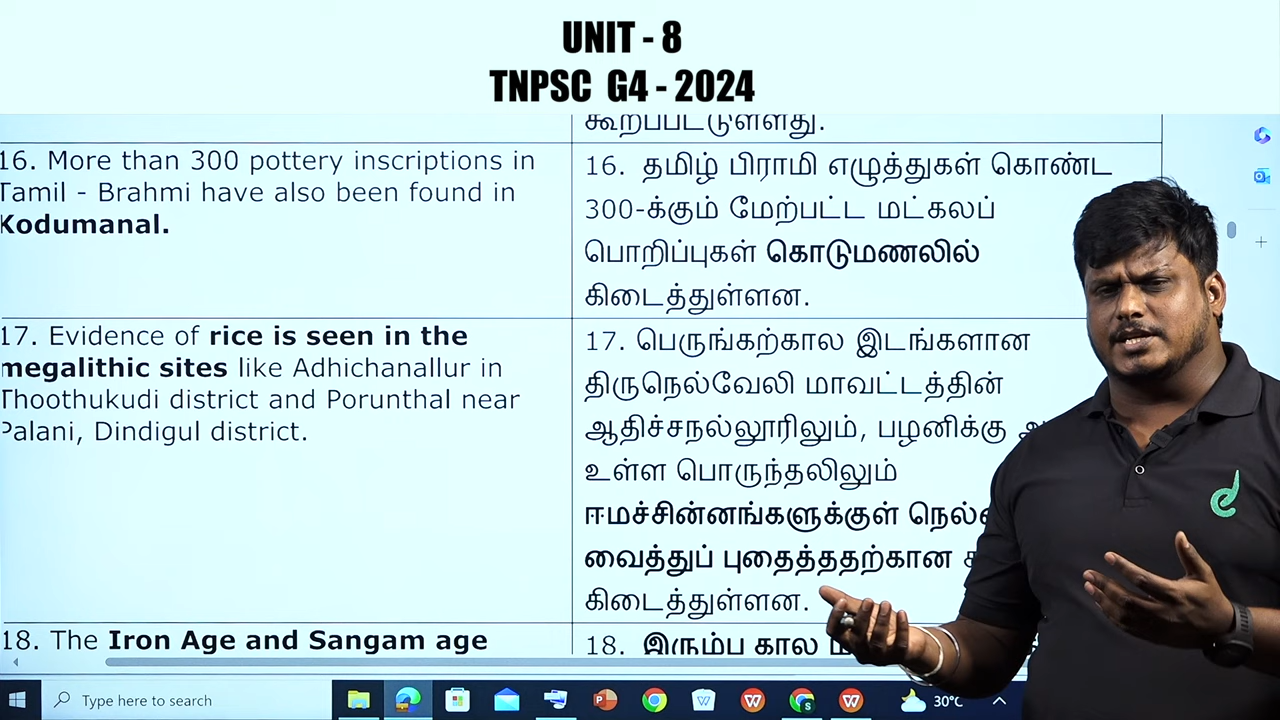 UNIT - 8
TNPSC G4 - 2024
கூறப்பட்டுள்ளது.
16. More than 300 pottery inscriptions in
Tamil - Brahmi have also been found in
Kodumanal.
16. தமிழ் பிராமி எழுத்துகள் கொண்ட
300-க்கும் மேற்பட்ட மட்கலப்
பொறிப்புகள் கொடுமணலில்
கிடைத்துள்ளன.
17. Evidence of rice is seen in the
megalithic sites like Adhichanallur in
Thoothukudi district and Porunthal near
Palani, Dindigul district.
17. பெருங்கற்கால இடங்களான
திருநெல்வேலி மாவட்டத்தின்
ஆதிச்சநல்லூரிலும், பழனிக்கு
உள்ள பொருந்தலிலும்
ஈமச்சின்னங்களுக்குள்
வைத்துப் புதைத்ததற்கான
கிடைத்துள்ளன.
18. The Iron Age and Sangam age
18. இரும்பு கால
Type here to search
30°C